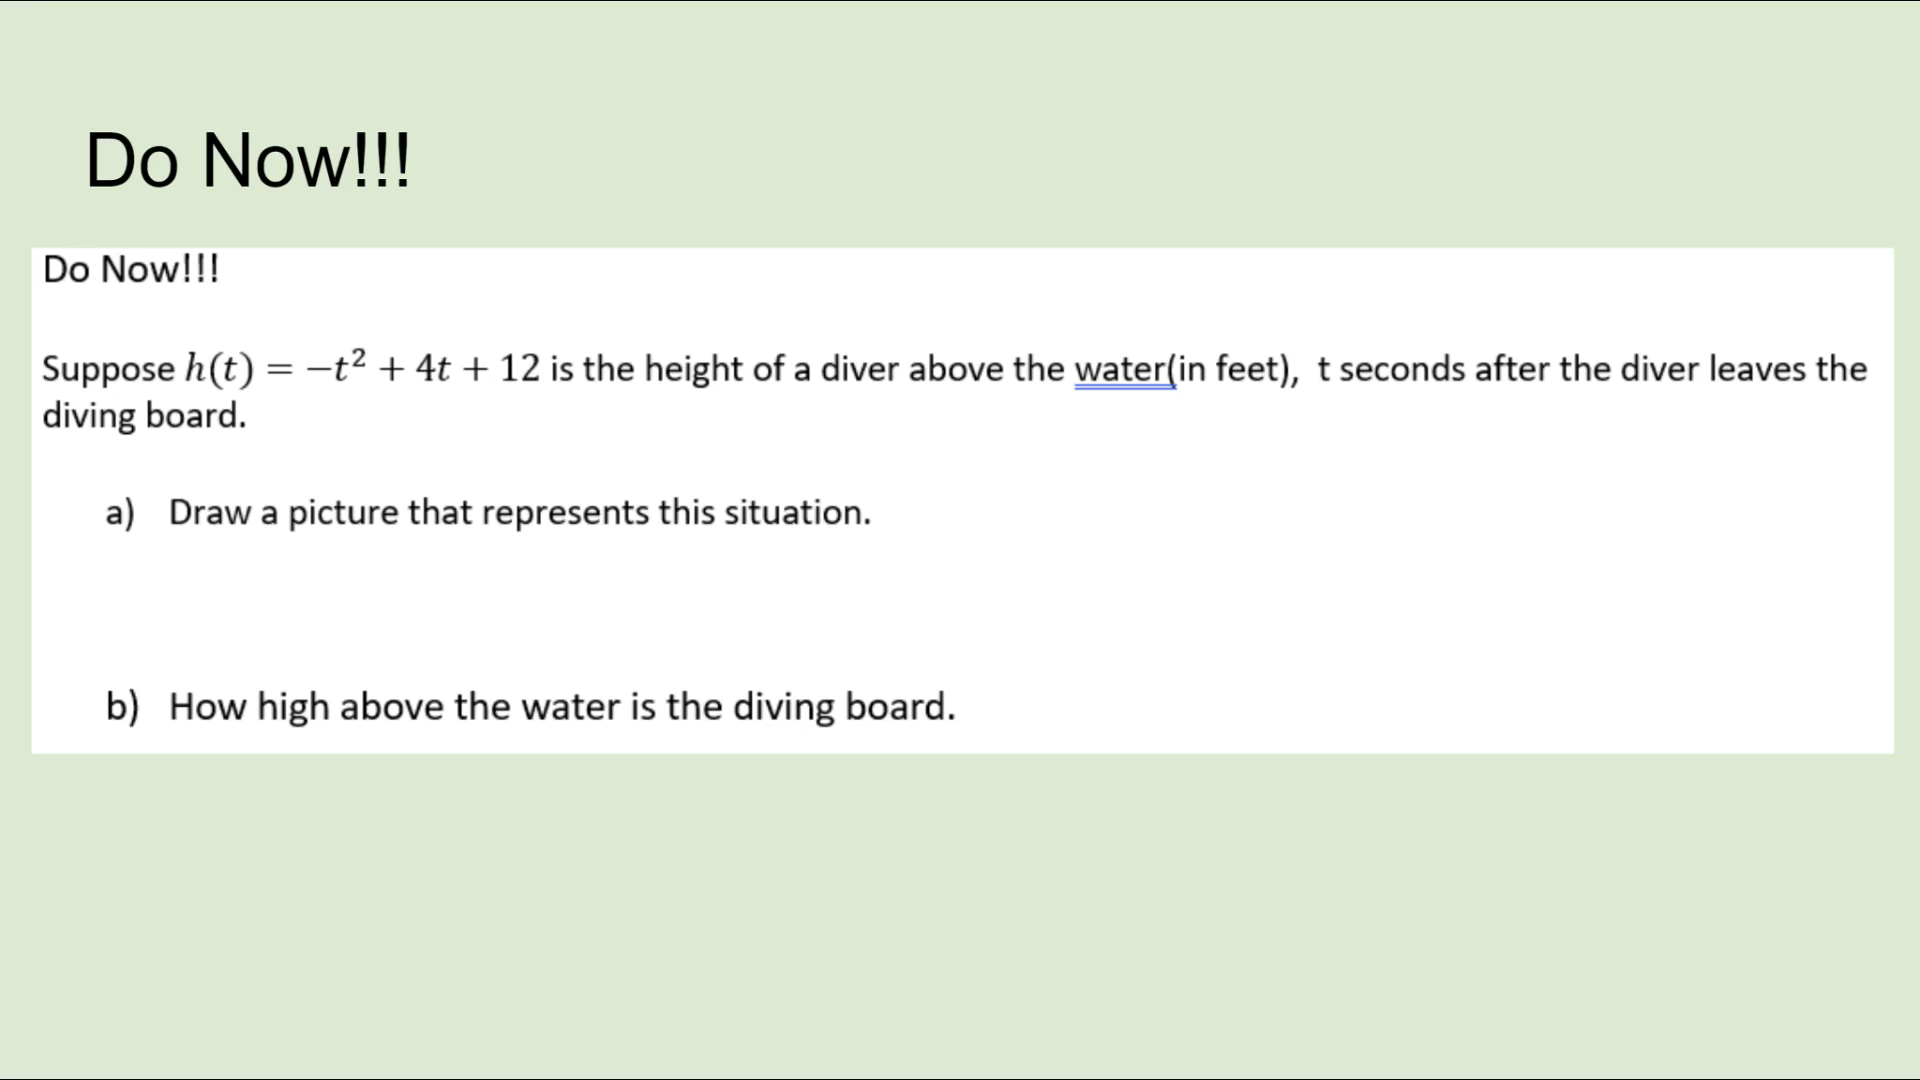 Do Now!!!
Do Now!!!
Suppose h(t) = −t² + 4t + 12 is the height of a diver above the water(in feet),  t seconds after the diver leaves the
diving board.
a) Draw a picture that represents this situation.
b) How high above the water is the diving board.